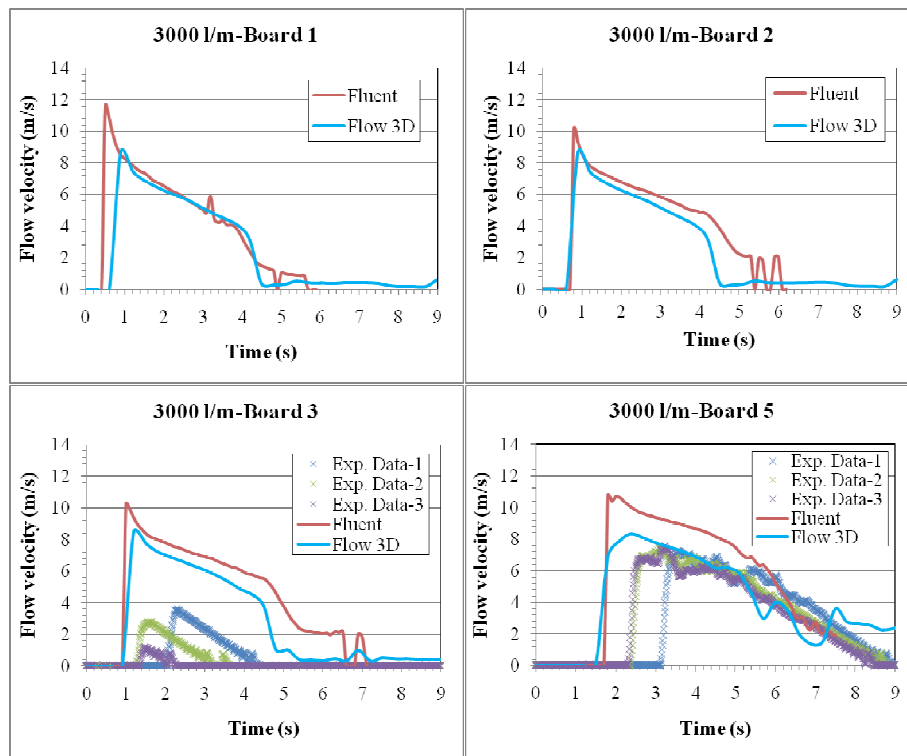 3000 l/m-Board 1
14
12
10
8
6
4
2
0
Flow velocity (m/s)
Fluent
Flow 3D
0 1 2 3 4 5 6 7 8 9
Time (s)
3000 l/m-Board 2
14
12
10
8
6
4
2
0
Flow velocity (m/s)
Fluent
Flow 3D
0 1 2 3 4 5 6 7 8 9
Time (s)
3000 l/m-Board 3
14
12
10
8
6
4
2
0
Flow velocity (m/s)
Exp. Data-1
Exp. Data-2
Exp. Data-3
Fluent
Flow 3D
0 1 2 3 4 5 6 7 8 9
Time (s)
3000 l/m-Board 5
14
12
10
8
6
4
2
0
Flow velocity (m/s)
Exp. Data-1
Exp. Data-2
Exp. Data-3
Fluent
Flow 3D
0 1 2 3 4 5 6 7 8 9
Time (s)